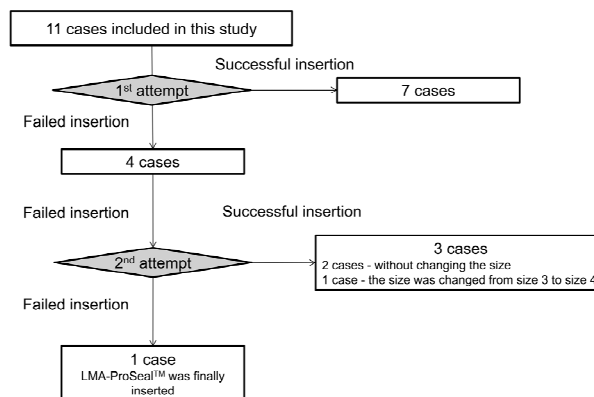 11 cases included in this study
Successful insertion
1st attempt
7 cases
Failed insertion
4 cases
Failed insertion
Successful insertion
2nd attempt
3 cases
2 cases - without changing the size
1 case - the size was changed from size 3 to size 4
Failed insertion
1 case
LMA-ProSeal™ was finally
inserted